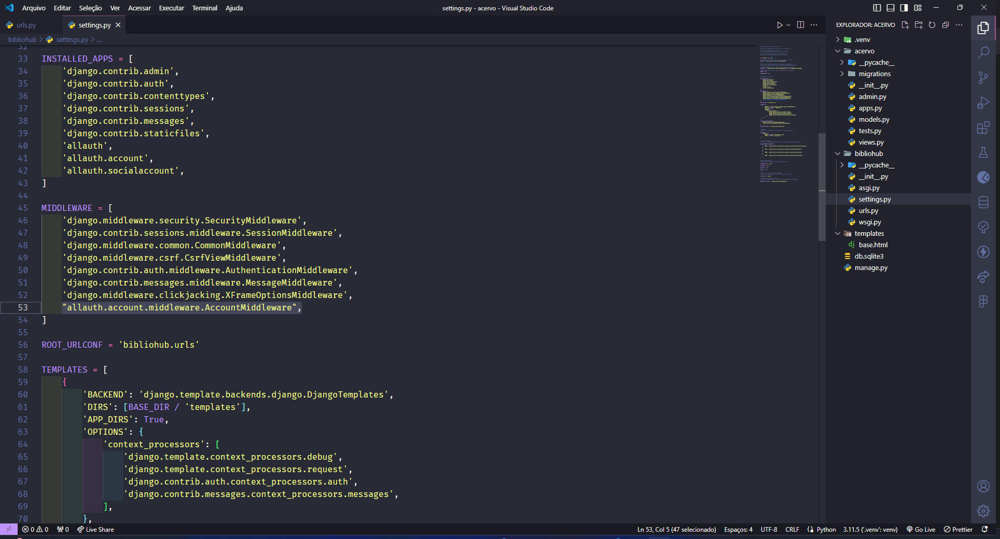 Arquivo Editar Seleção Ver Acessar Executar Terminal Ajuda
settings.py - acervo - Visual Studio Code
urls.py
settings.py
bibliohub > settings.py > ...
32
33 INSTALLED_APPS = [
34 'django.contrib.admin',
35 'django.contrib.auth',
36 'django.contrib.contenttypes',
37 'django.contrib.sessions',
38 'django.contrib.messages',
39 'django.contrib.staticfiles',
40 'allauth',
41 'allauth.account',
42 'allauth.socialaccount',
43 ]
44
45 MIDDLEWARE = [
46 'django.middleware.security.SecurityMiddleware',
47 'django.contrib.sessions.middleware.SessionMiddleware',
48 'django.middleware.common.CommonMiddleware',
49 'django.middleware.csrf.CsrfViewMiddleware',
50 'django.contrib.auth.middleware.AuthenticationMiddleware',
51 'django.contrib.messages.middleware.MessageMiddleware',
52 'django.middleware.clickjacking.XFrameOptionsMiddleware',
53 "allauth.account.middleware.AccountMiddleware",
54 ]
55
56 ROOT_URLCONF = 'bibliohub.urls'
57
58 TEMPLATES = [
59 {
60 'BACKEND': 'django.template.backends.django.DjangoTemplates',
61 'DIRS': [BASE_DIR / 'templates'],
62 'APP_DIRS': True,
63 'OPTIONS': {
64 'context_processors': [
65 'django.template.context_processors.debug',
66 'django.template.context_processors.request',
67 'django.contrib.auth.context_processors.auth',
68 'django.contrib.messages.context_processors.messages',
69 ],
70 },
EXPLORADOR: ACERVO
.venv
acervo
__pycache__
migrations
__init__.py
admin.py
apps.py
models.py
tests.py
views.py
bibliohub
__pycache__
__init__.py
asgi.py
settings.py
urls.py
wsgi.py
templates
dj base.html
db.sqlite3
manage.py
0 0 0 Live Share
Ln 53, Col 5 (47 selecionado) Espaços: 4 UTF-8 CRLF Python 3.11.5 ('.venv': venv) Go Live Prettier